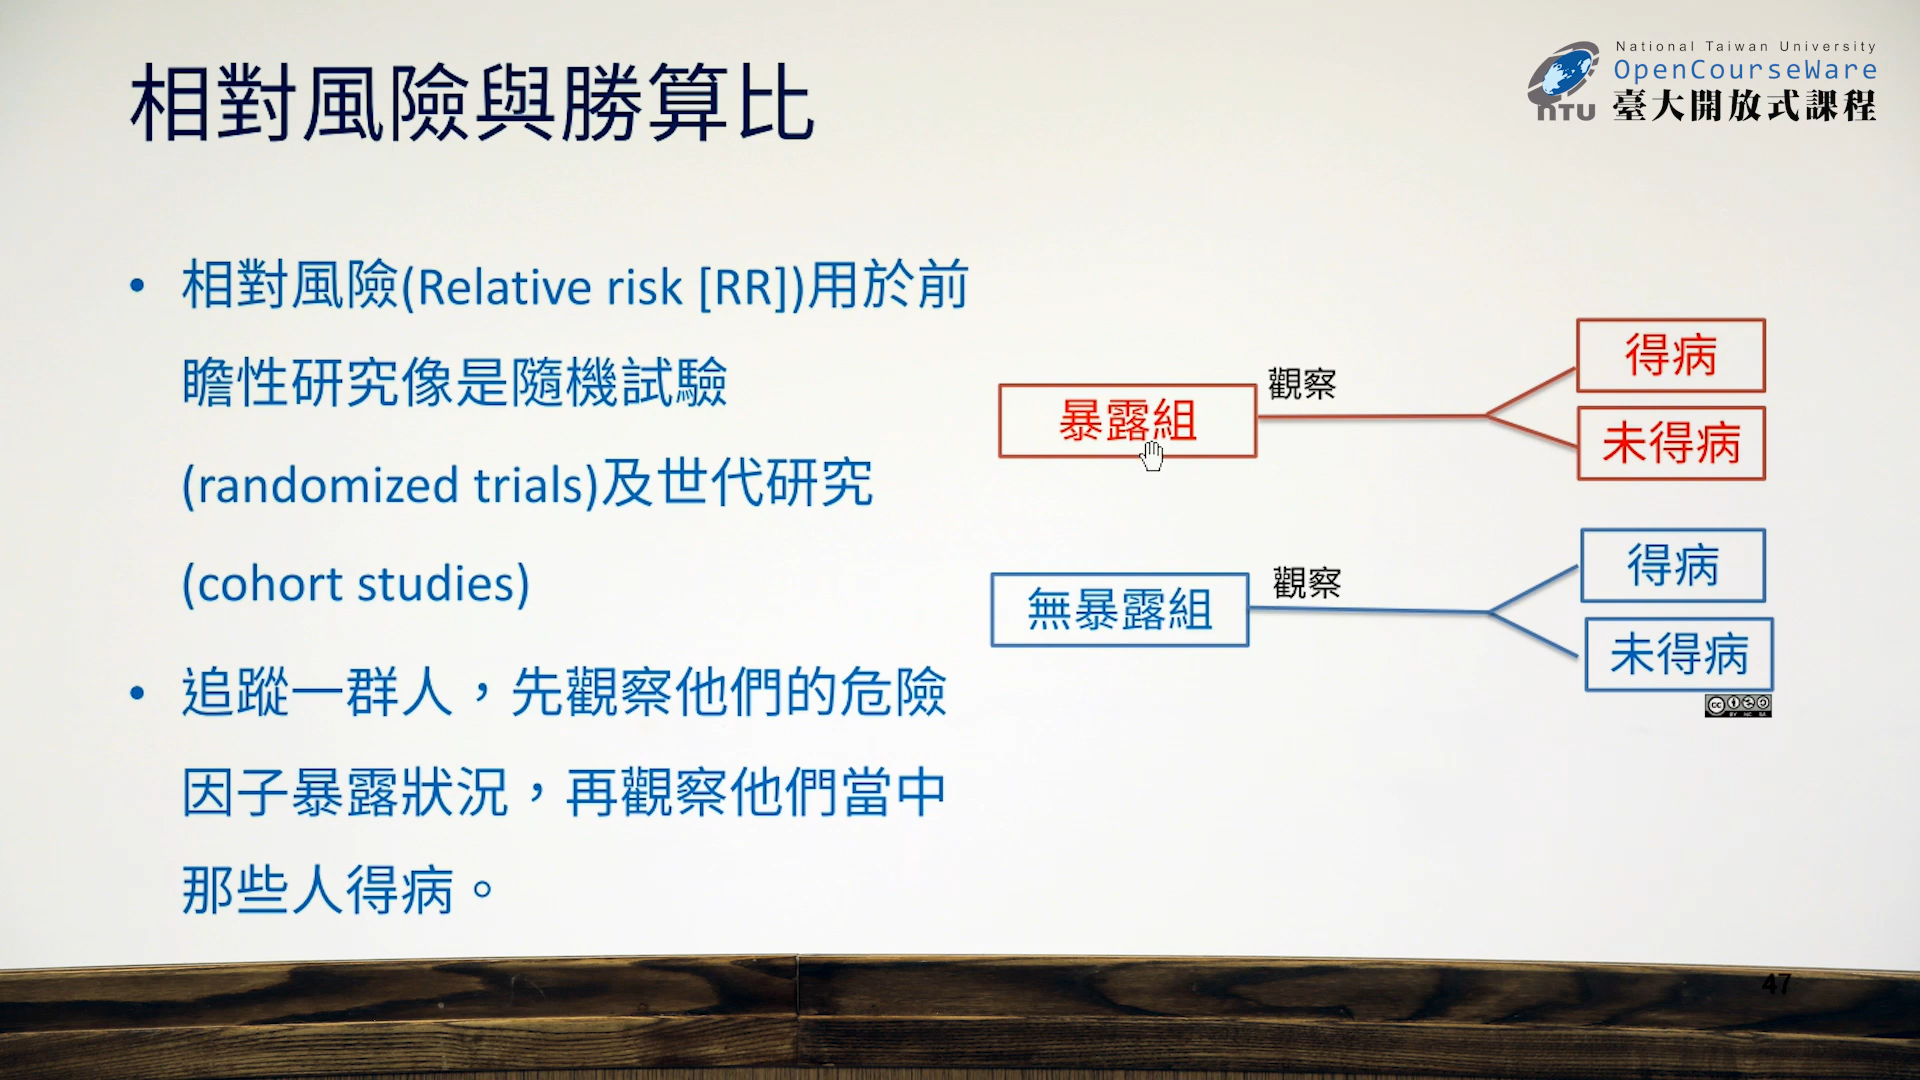 相對風險與勝算比
National Taiwan University
OpenCourseWare
NTU 臺大開放式課程
• 相對風險(Relative risk [RR])用於前
瞻性研究像是隨機試驗
(randomized trials)及世代研究
(cohort studies)
• 追蹤一群人，先觀察他們的危險
因子暴露狀況，再觀察他們當中
那些人得病。
暴露組
觀察
得病
未得病
無暴露組
觀察
得病
未得病
cc
BY NC SA
47